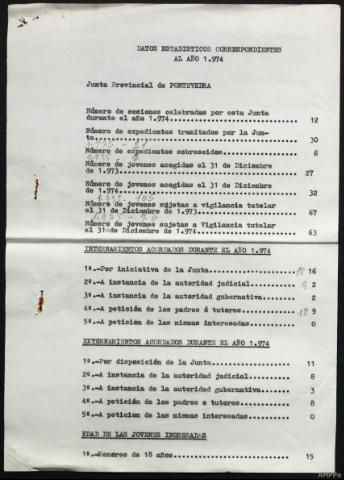 DATOS ESTADISTICOS CORRESPONDIENTES
AL AÑO 1.974
Junta Provincial de PONTEVEDRA
Número de sesiones celebradas por esta Junta
durante el año 1.974.................. 12
Número de expedientes tramitados por la Jun-
ta.................. 30
Número de expedientes sobreseidos....... 6
Número de jovenes acogidas el 31 de Diciembre
de 1.973.................. 27
Número de jovenes acogidas el 31 de Diciembre
de 1.974.................. 32
Número de jovenes sujetas a vigilancia tutelar
el 31 de Diciembre de 1.973.......... 67
Número de jovenes sujetas a vigilancia tutelar
el 31 de Diciembre de 1.974.......... 63
INTERNAMIENTOS ACORDADOS DURANTE EL AÑO 1.974
1º.-Por iniciativa de la Junta........ 16
2º.-A instancia de la autoridad judicial...... 2
3º.-A instancia de la autoridad gubernativa... 2
4º.-A petición de los padres ó tutores..... 18 9
5º.-A petición de las mismas interesadas...... 0
EXTERNAMIENTOS ACORDADOS DURANTE EL AÑO 1.974
1º.-Por disposición de la Junta........ 11
2º.-A instancia de la autoridad judicial...... 8
3º.-A instancia de la autoridad gubernativa... 3
4º.-A petición de los padres o tutores........ 8
5º.-A peticion de las mismas interesadas...... 0
EDAD DE LAS JOVENES INGRESADAS
1º.-Menores de 18 años.................. 15
AHPPo